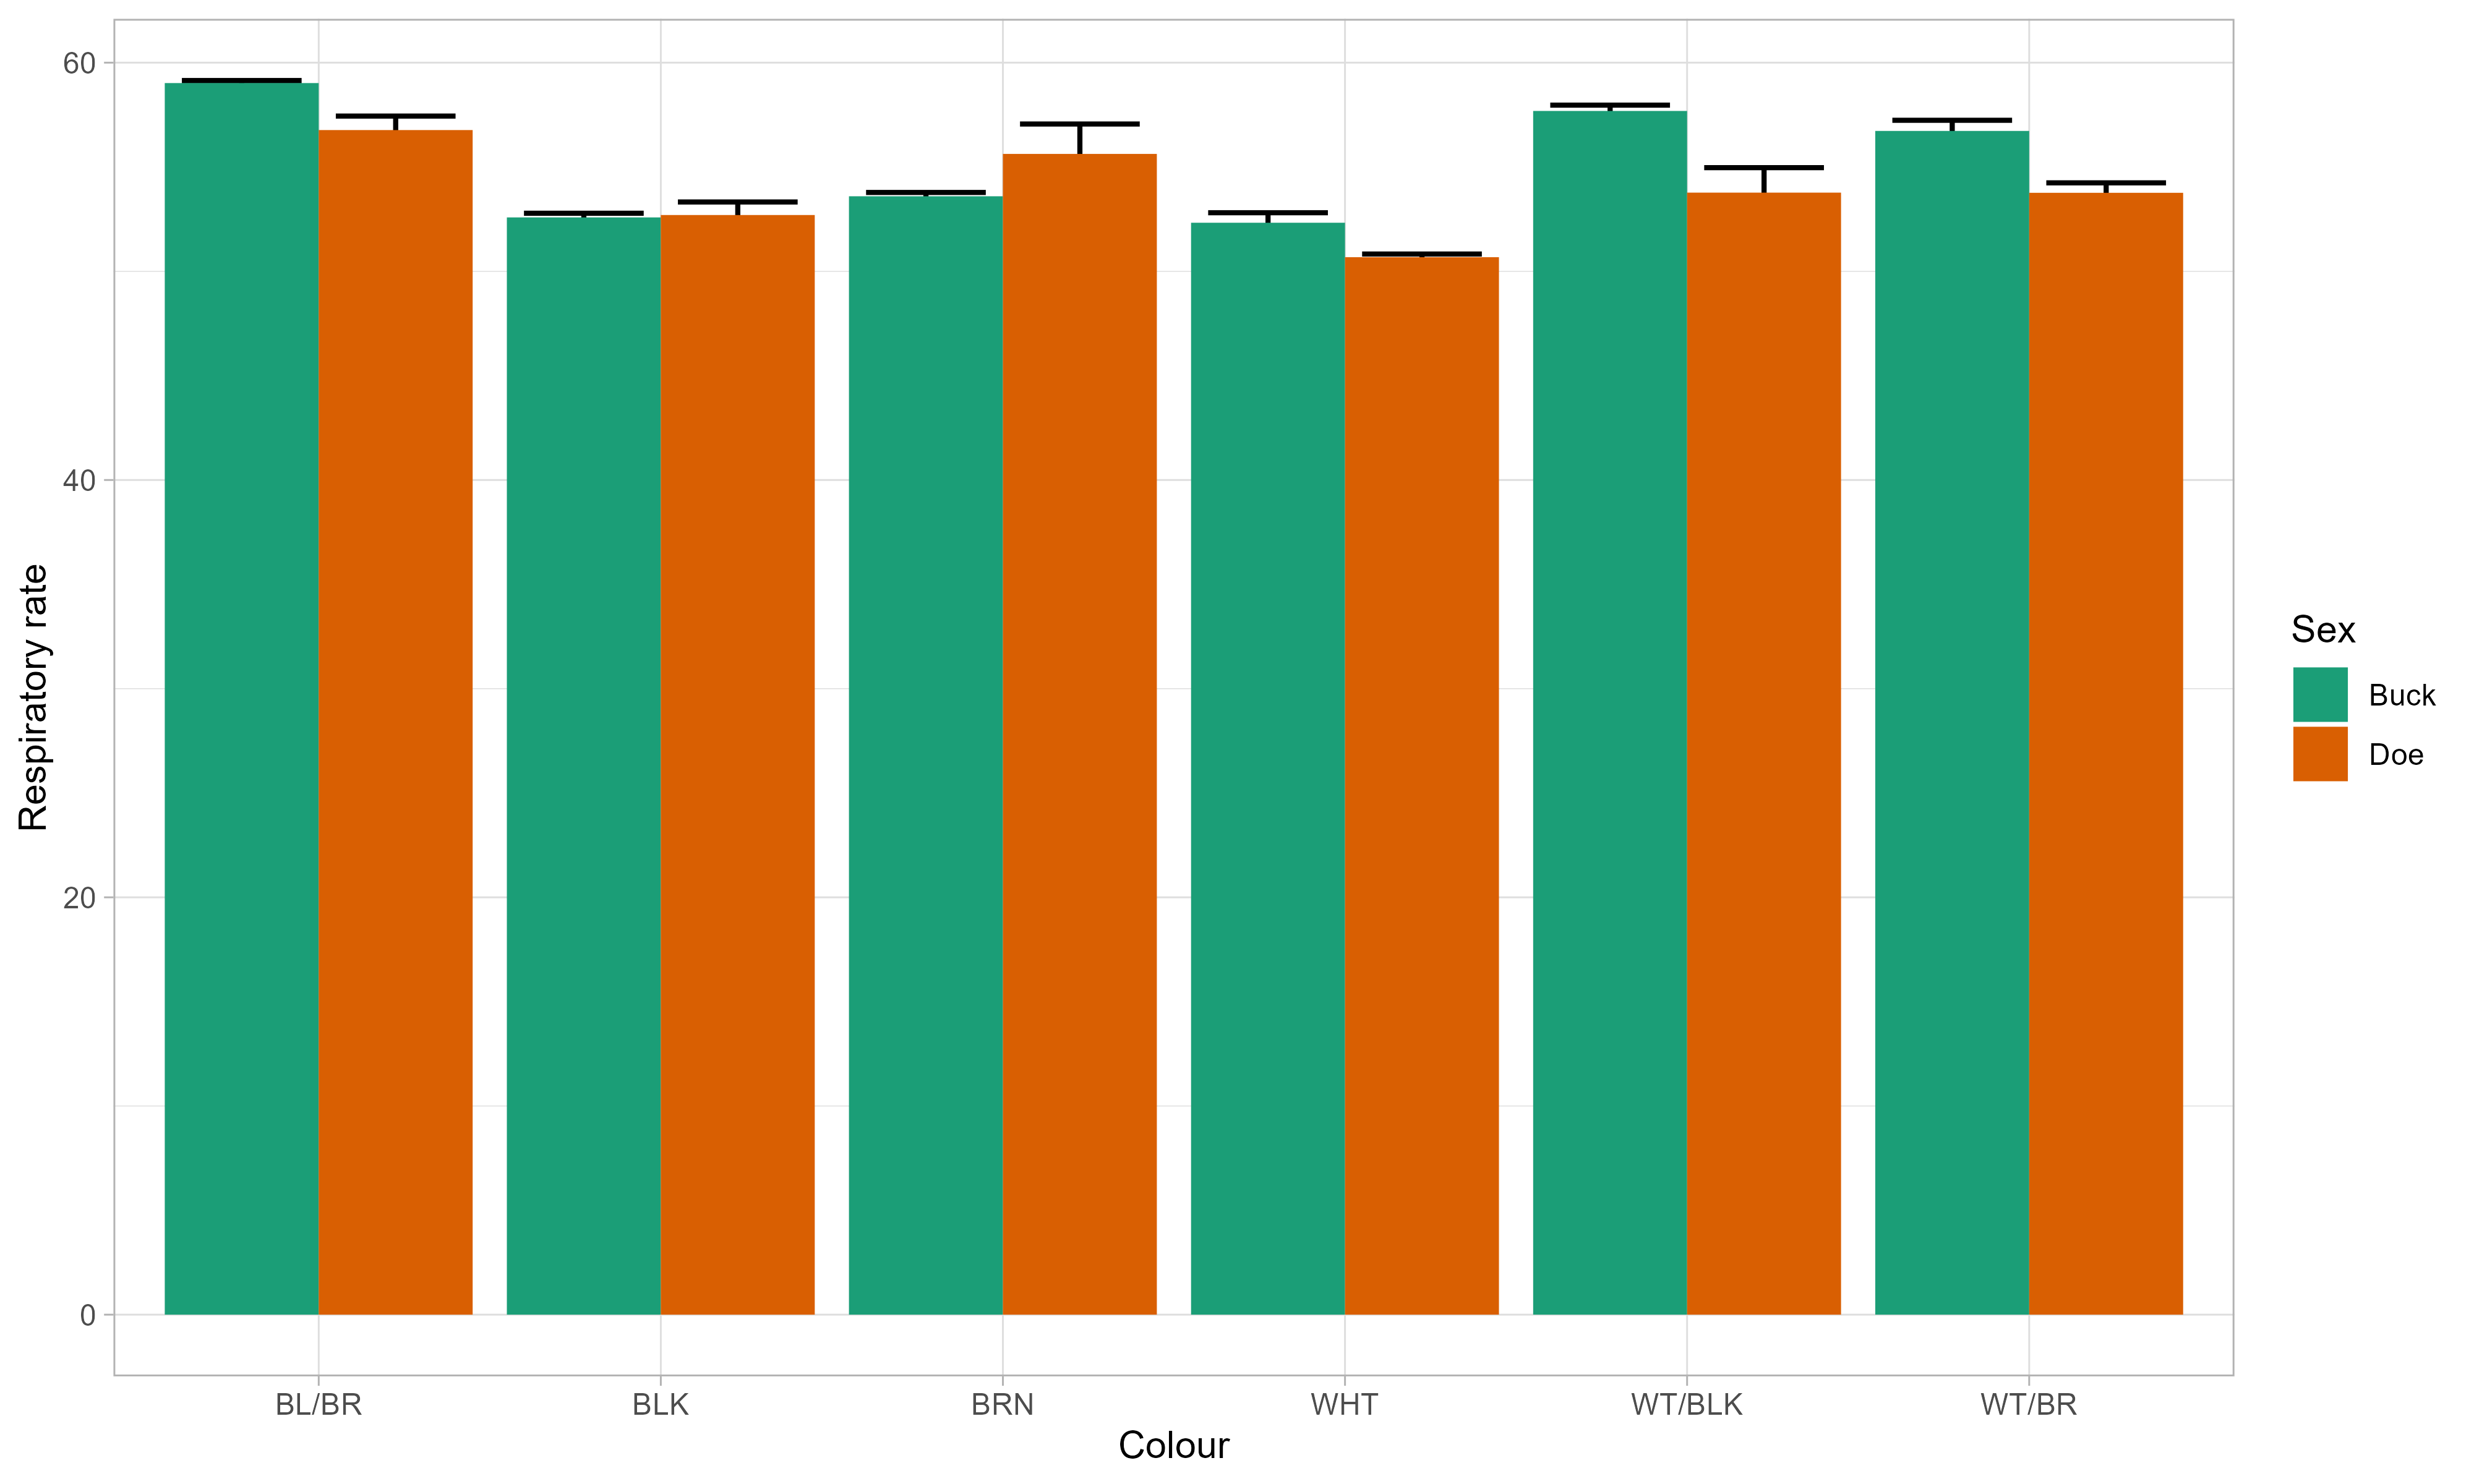 60
40
20
0
Respiratory rate
BL/BR
BLK
BRN
WHT
WT/BLK
WT/BR
Colour
Sex
Buck
Doe